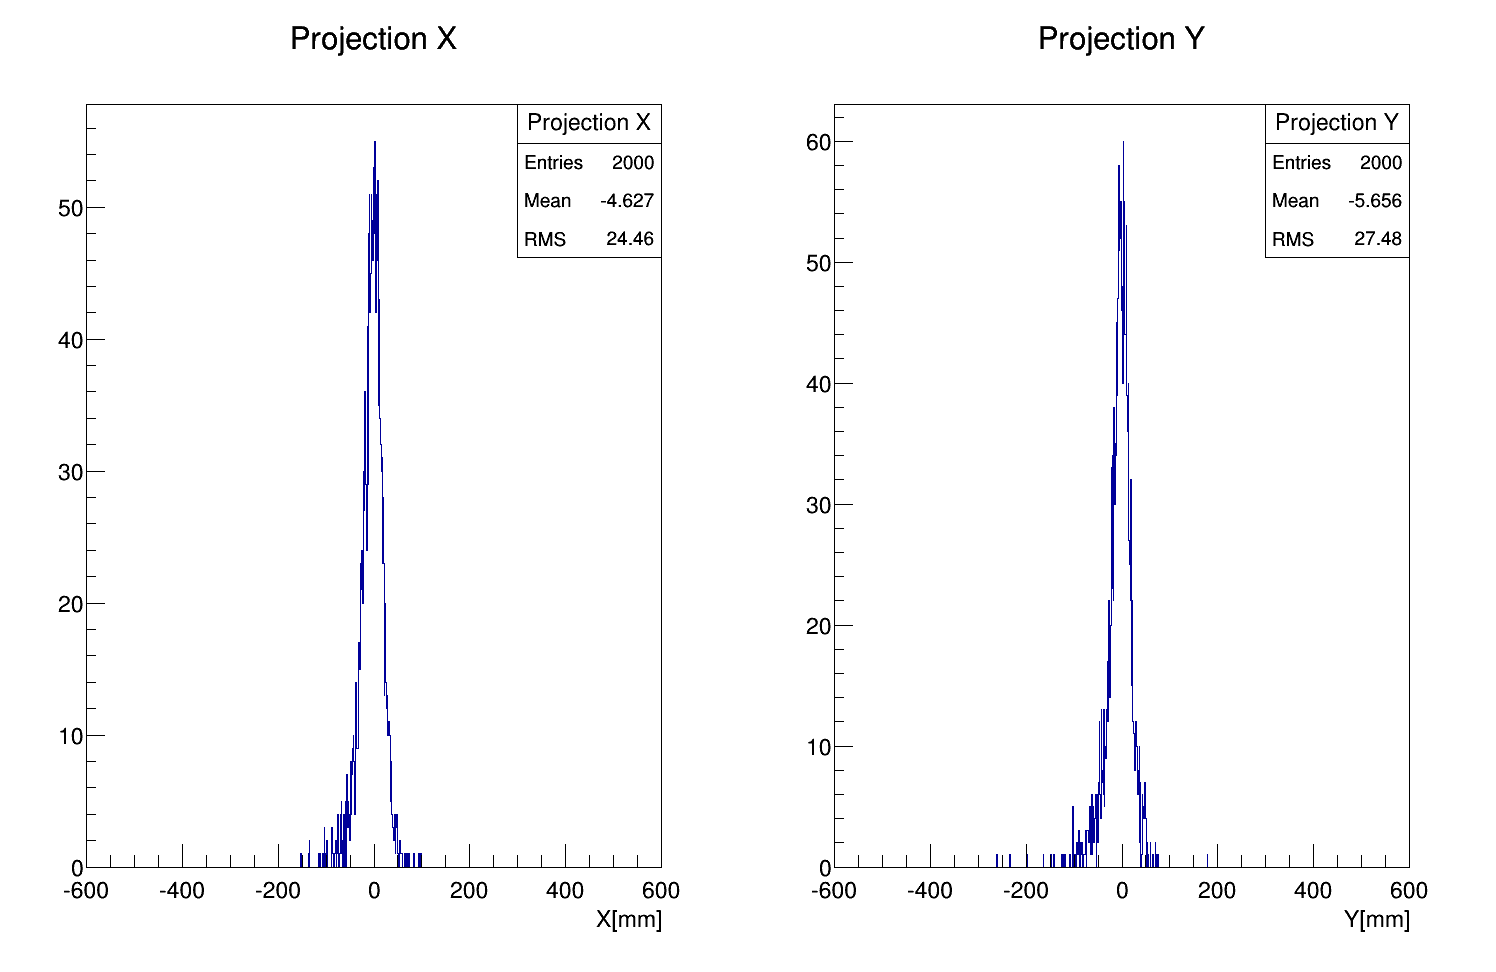 Projection X
Projection X
Entries 2000
Mean -4.627
RMS 24.46
50
40
30
20
10
0
-600 -400 -200 0 200 400 600
X[mm]
Projection Y
Projection Y
Entries 2000
Mean -5.656
RMS 27.48
60
50
40
30
20
10
0
-600 -400 -200 0 200 400 600
Y[mm]